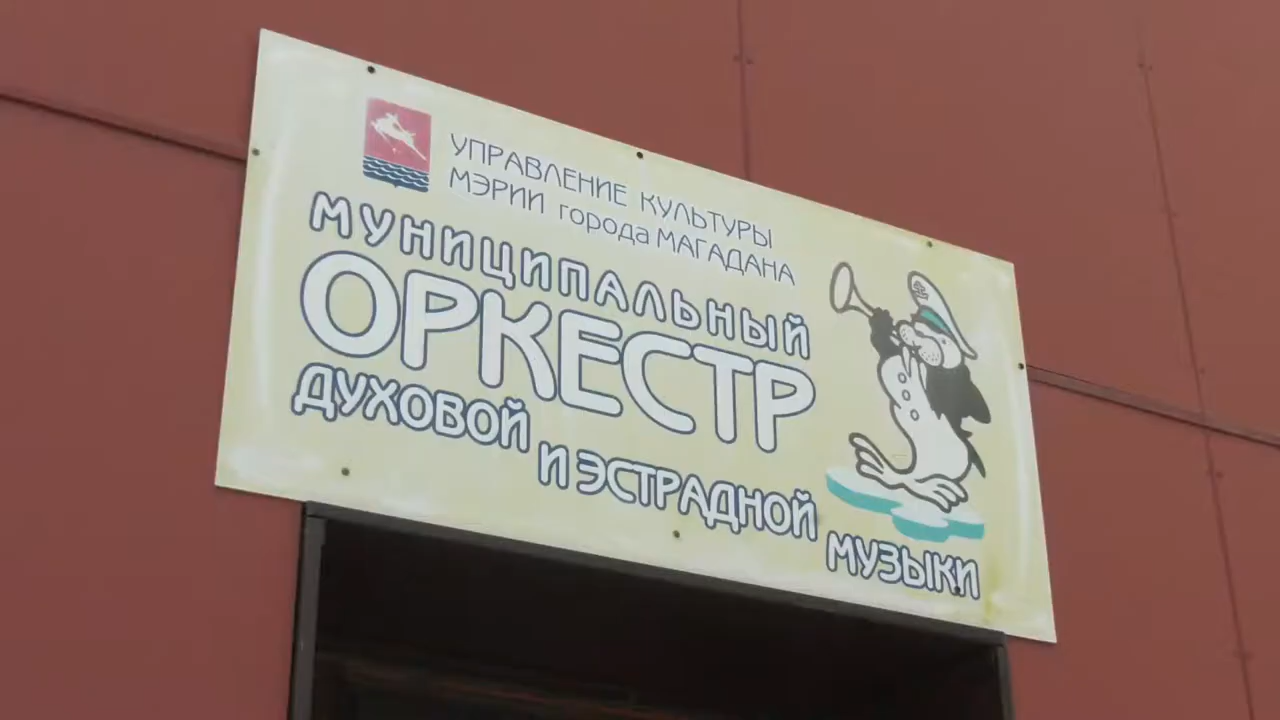 УПРАВЛЕНИЕ КУЛЬТУРЫ
МЭРИИ города МАГАДАНА
МУНИЦИПАЛЬНЫЙ
ОРКЕСТР
ДУХОВОЙ И ЭСТРАДНОЙ МУЗЫКИ